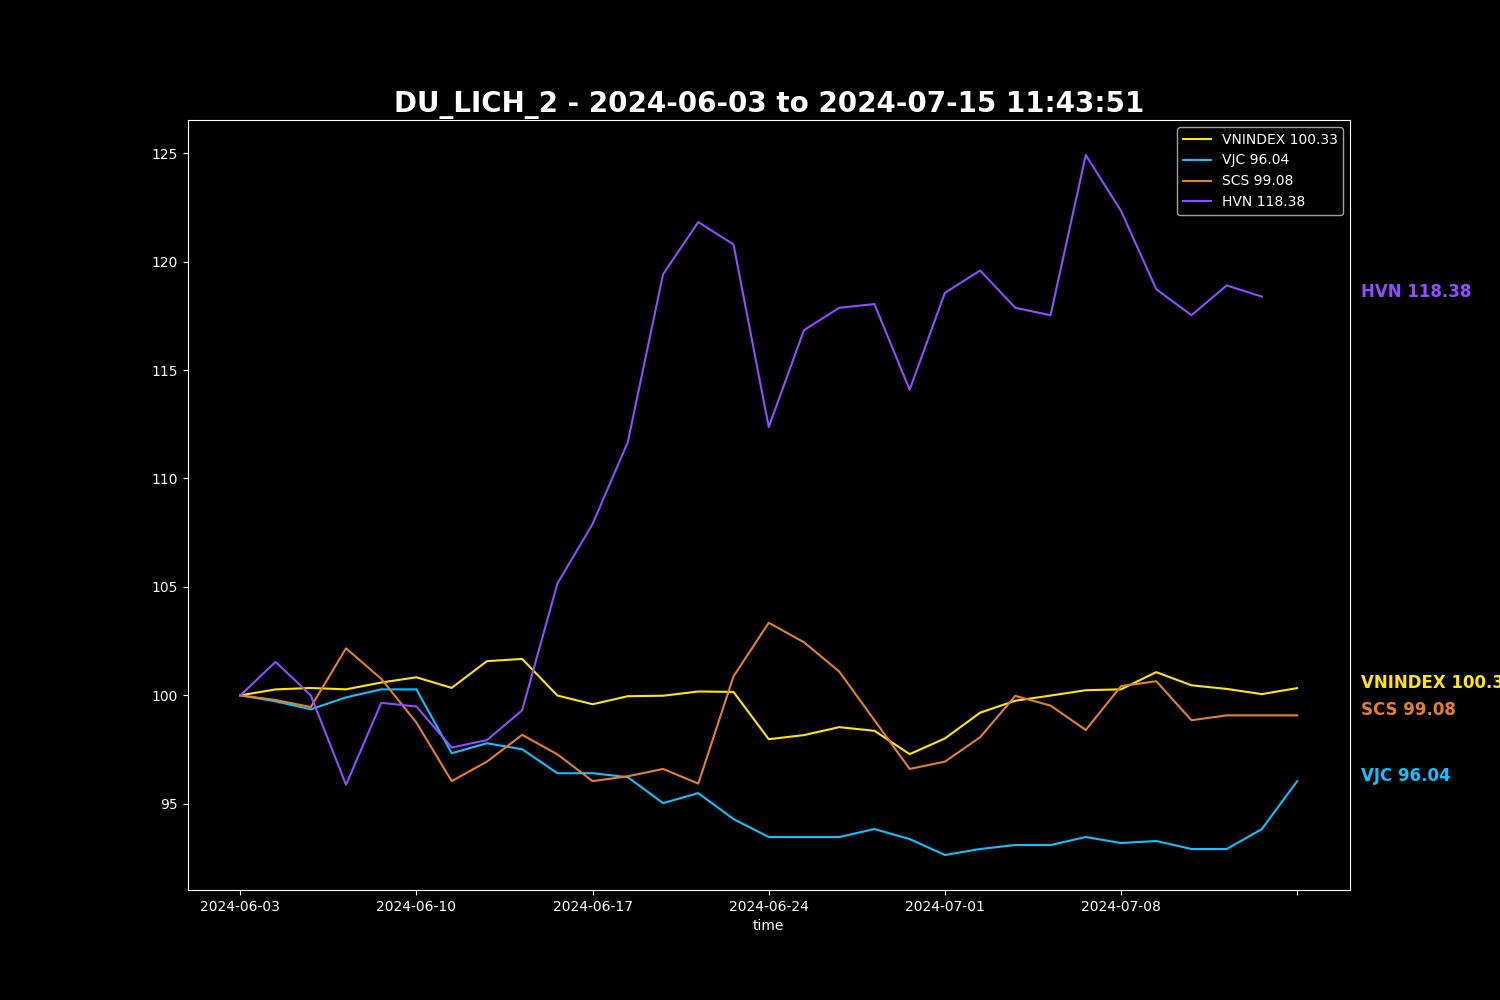 DU_LICH_2 - 2024-06-03 to 2024-07-15 11:43:51
125
120
115
110
105
100
95
VNINDEX 100.33
VJC 96.04
SCS 99.08
HVN 118.38
HVN 118.38
VNINDEX 100.3
SCS 99.08
VJC 96.04
2024-06-03
2024-06-10
2024-06-17
2024-06-24
2024-07-01
2024-07-08
time